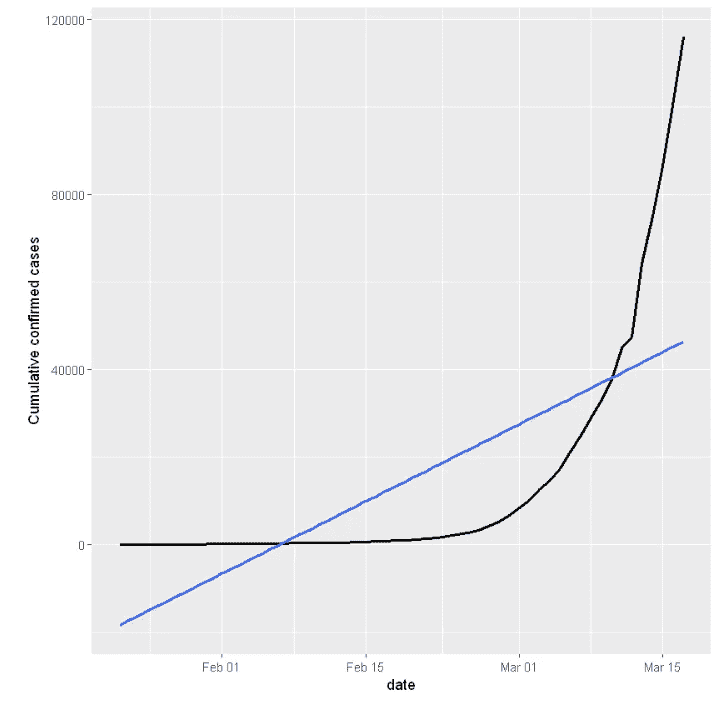 120000
80000
40000
0
Cumulative confirmed cases
Feb 01
Feb 15
Mar 01
Mar 15
date